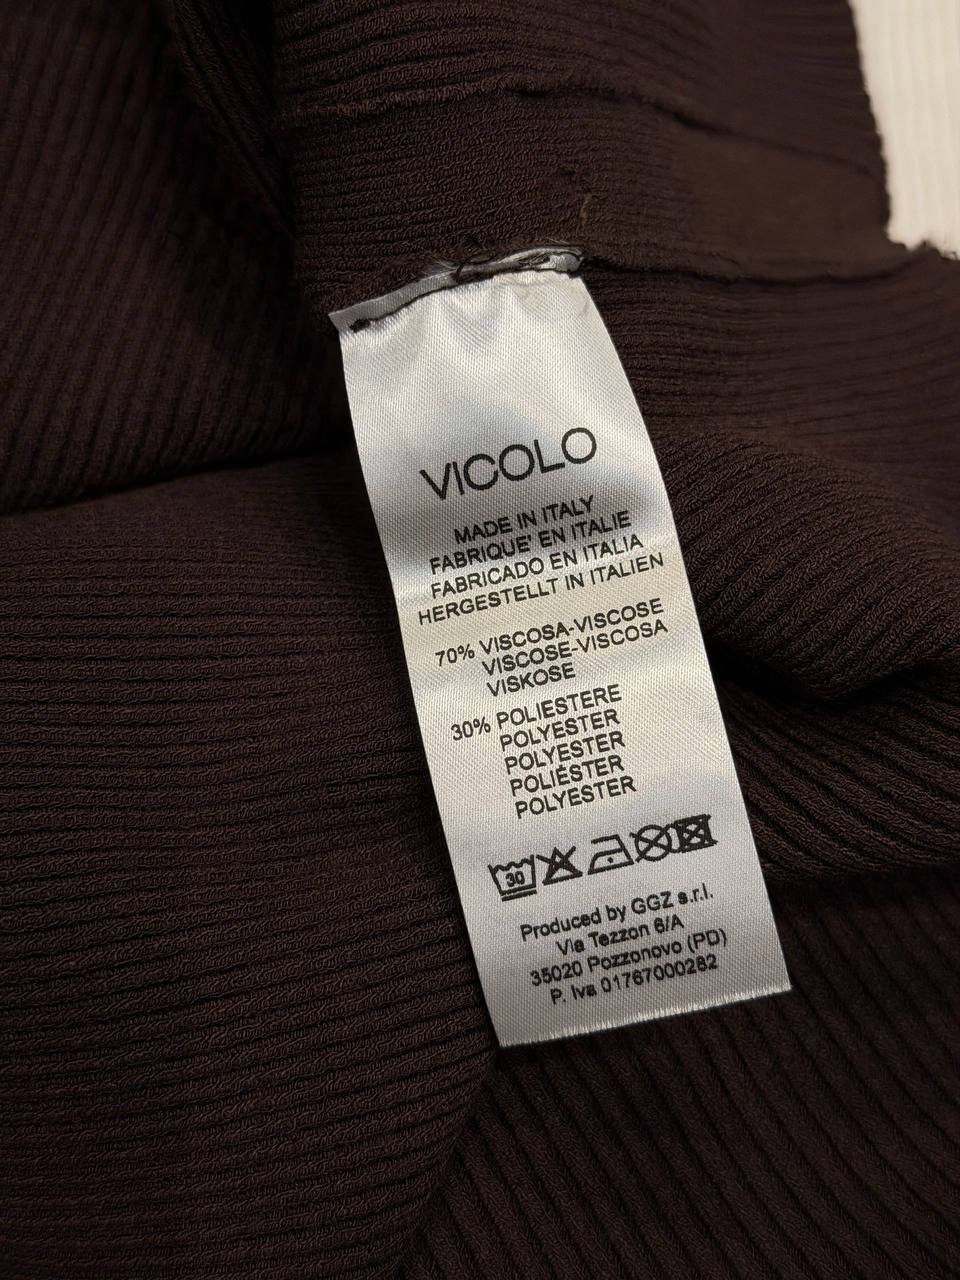 VICOLO
MADE IN ITALY
FABRIQUE' EN ITALIE
FABRICADO EN ITALIA
HERGESTELLT IN ITALIEN
70% VISCOSA-VISCOSE
VISCOSE-VISCOSA
VISKOSE
30% POLIESTERE
POLYESTER
POLYESTER
POLIÉSTER
POLYESTER
30
Produced by GGZ s.r.l.
Via Tezzon 6/A
35020 Pozzonovo (PD)
P. Iva 01767000282